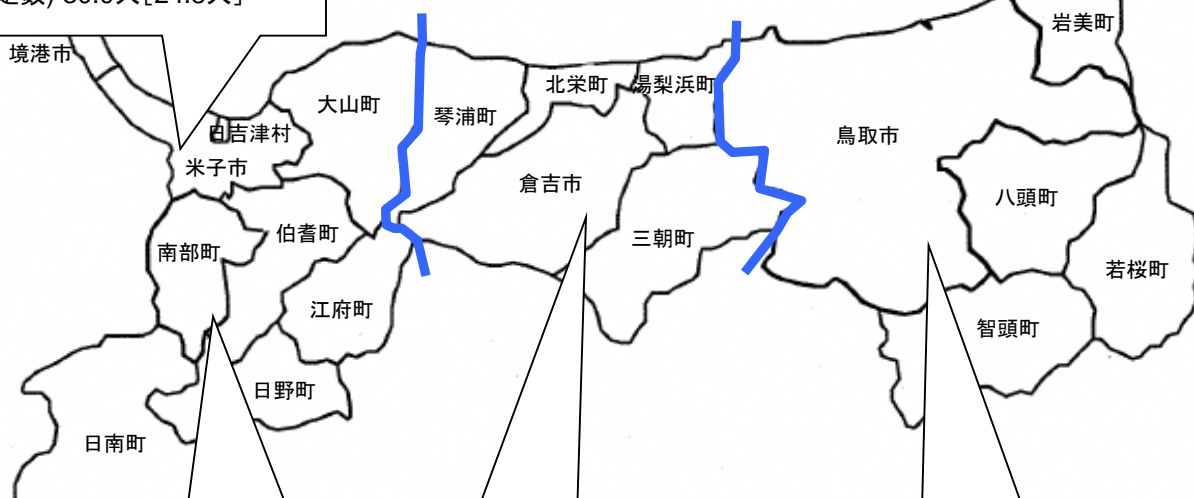 岩美町
境港市
大山町
北栄町
湯梨浜町
琴浦町
日吉津村
鳥取市
米子市
倉吉市
八頭町
伯耆町
三朝町
南部町
若桜町
江府町
智頭町
日野町
日南町